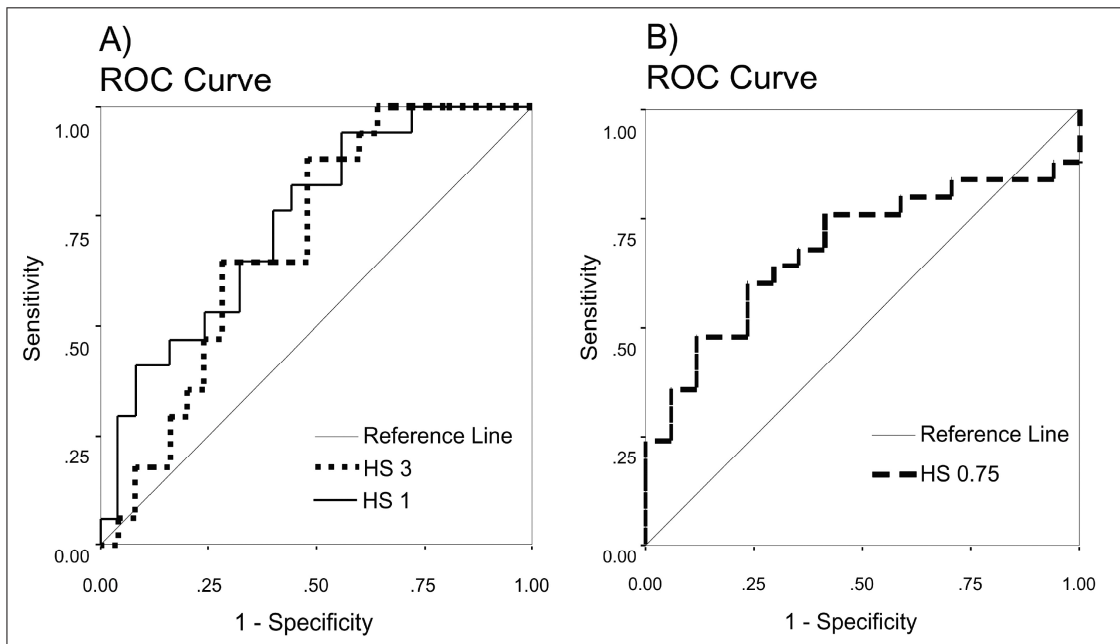 A)
ROC Curve
1.00
.75
.50
.25
0.00
Sensitivity
Reference Line
HS 3
HS 1
0.00
.25
.50
.75
1.00
1 - Specificity
B)
ROC Curve
1.00
.75
.50
.25
0.00
Sensitivity
Reference Line
HS 0.75
0.00
.25
.50
.75
1.00
1 - Specificity